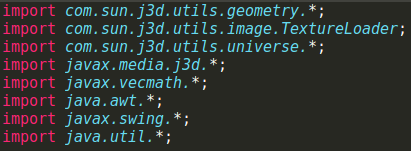 import com.sun.j3d.utils.geometry.*;
import com.sun.j3d.utils.image.TextureLoader;
import com.sun.j3d.utils.universe.*;
import javax.media.j3d.*;
import javax.vecmath.*;
import java.awt.*;
import javax.swing.*;
import java.util.*;